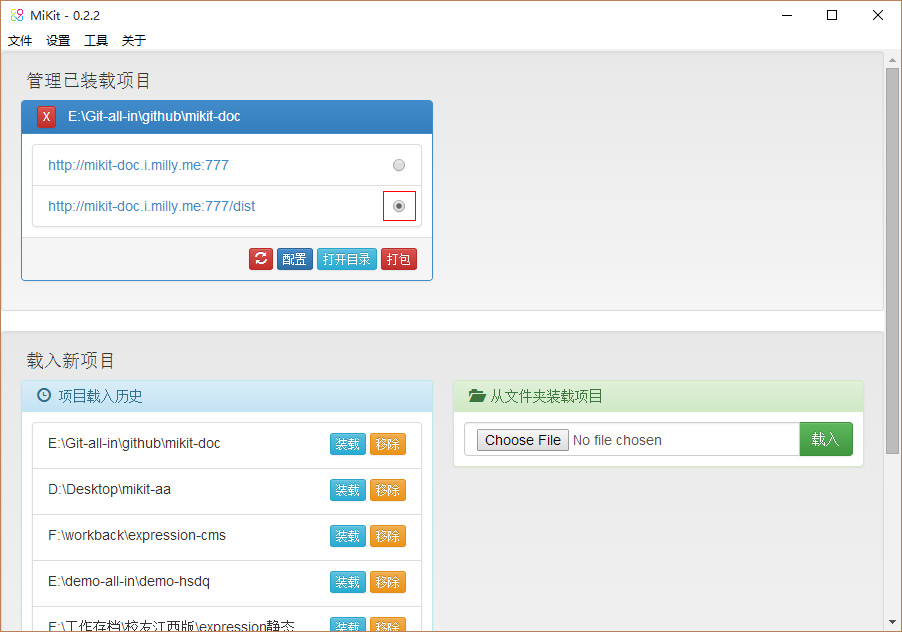 MiKit - 0.2.2
文件 设置 工具 关于
管理已装载项目
X E:\Git-all-in\github\mikit-doc
http://mikit-doc.i.milly.me:777
http://mikit-doc.i.milly.me:777/dist
配置 打开目录 打包
载入新项目
项目载入历史
E:\Git-all-in\github\mikit-doc 装载 移除
D:\Desktop\mikit-aa 装载 移除
F:\workback\expression-cms 装载 移除
E:\demo-all-in\demo-hsdq 装载 移除
E:\工作存档\校友江西版\expression静态 装载 移除
从文件夹装载项目
Choose File No file chosen 载入